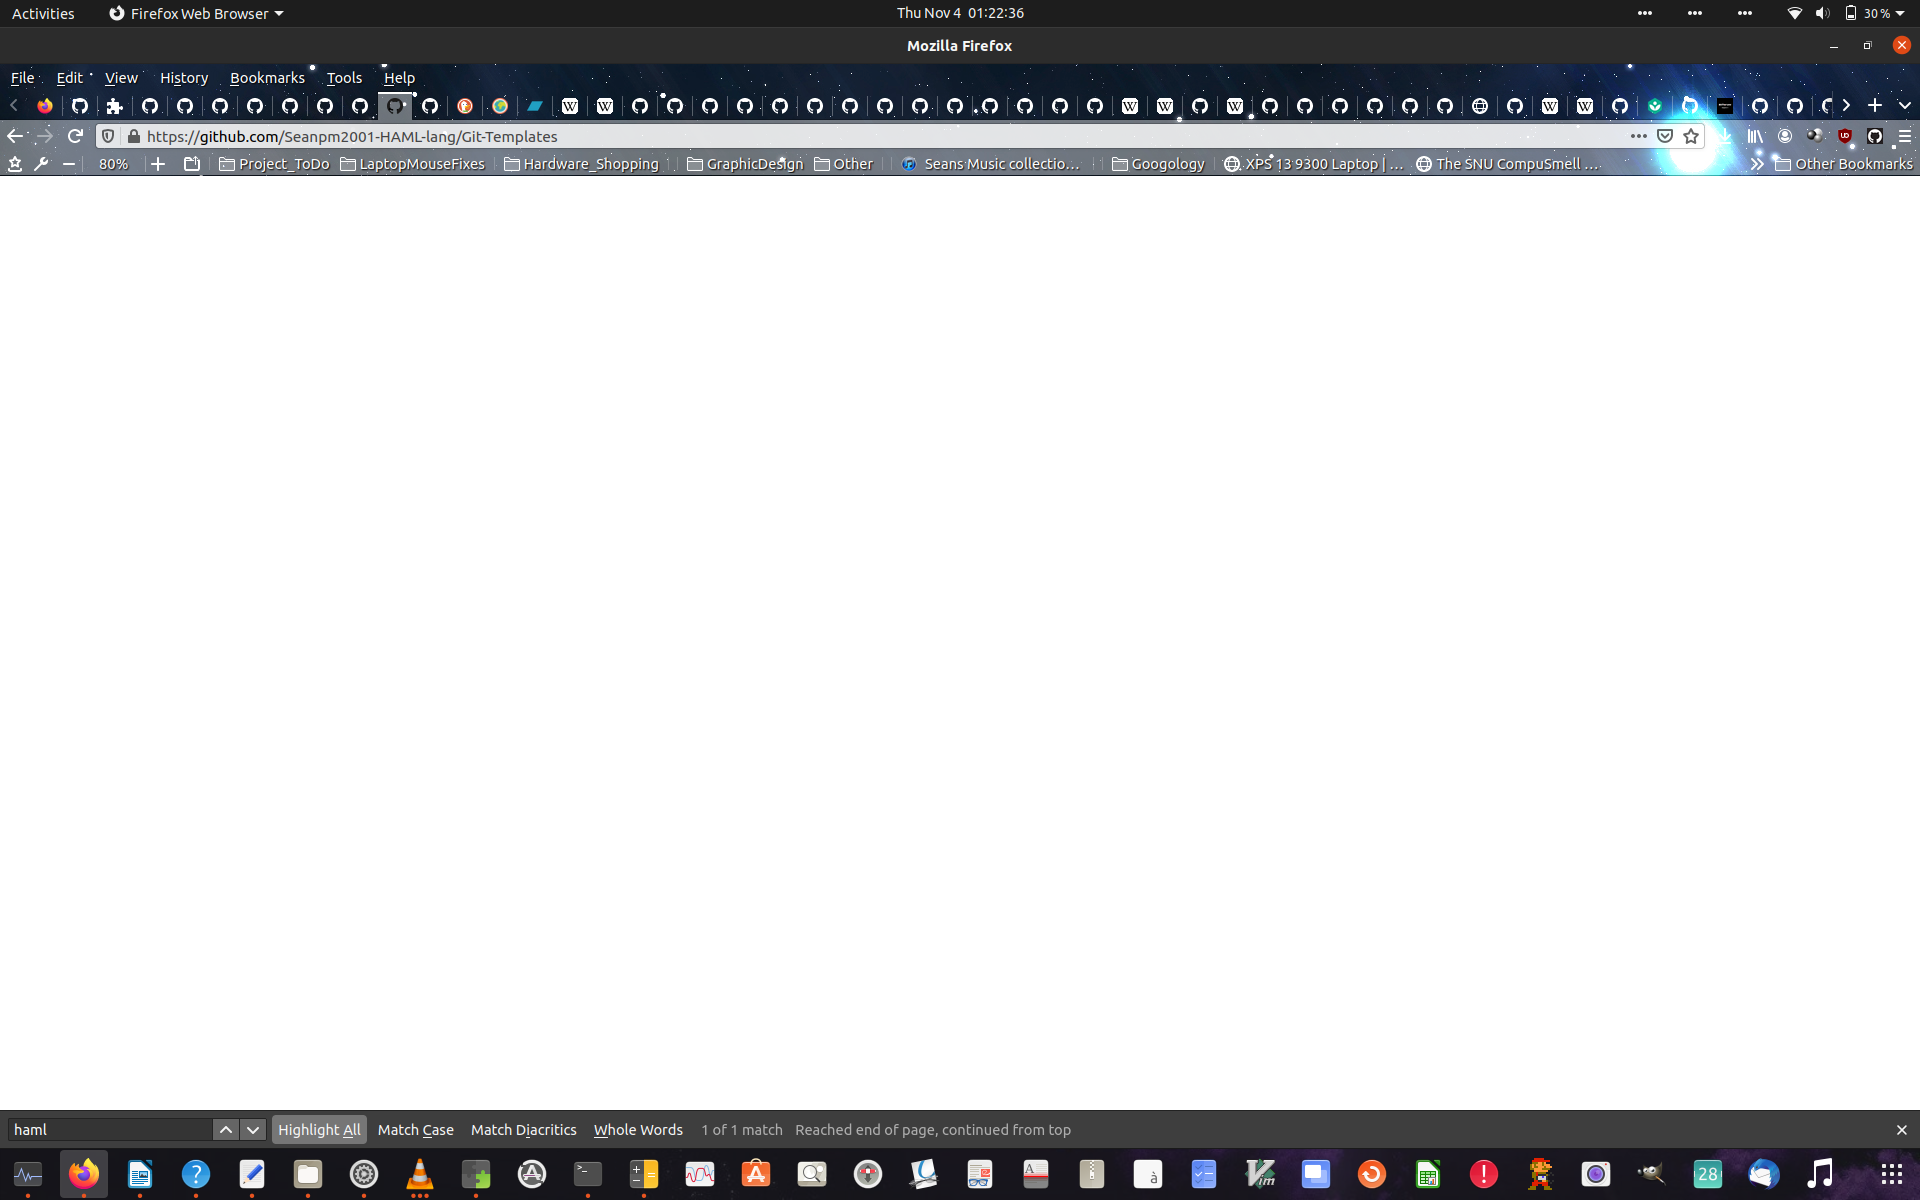 Activities Firefox Web Browser Thu Nov 4 01:22:36 30 %
Mozilla Firefox
File Edit View History Bookmarks Tools Help
https://github.com/Seanpm2001-HAML-lang/Git-Templates
80% Project_ToDo LaptopMouseFixes Hardware_Shopping GraphicDesign Other Seans Music collectio… Googology XPS 13 9300 Laptop | … The SNU CompuSmell … Other Bookmarks
haml Highlight All Match Case Match Diacritics Whole Words 1 of 1 match Reached end of page, continued from top
28